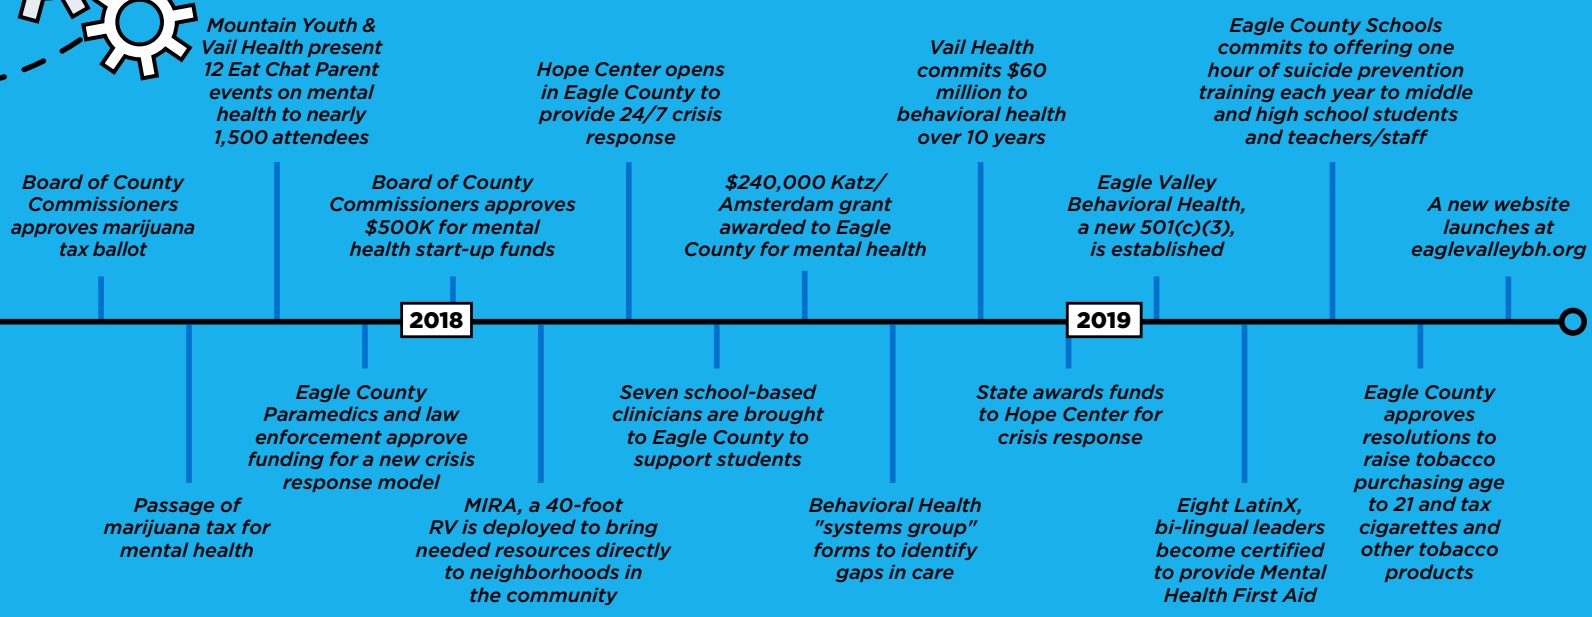 Board of County
Commissioners
approves marijuana
tax ballot
Passage of
marijuana tax for
mental health
Mountain Youth &
Vail Health present
12 Eat Chat Parent
events on mental
health to nearly
1,500 attendees
Eagle County
Paramedics and law
enforcement approve
funding for a new crisis
response model
2018
Board of County
Commissioners approves
$500K for mental
health start-up funds
MIRA, a 40-foot
RV is deployed to bring
needed resources directly
to neighborhoods in
the community
Hope Center opens
in Eagle County to
provide 24/7 crisis
response
Seven school-based
clinicians are brought
to Eagle County to
support students
$240,000 Katz/
Amsterdam grant
awarded to Eagle
County for mental health
Behavioral Health
"systems group"
forms to identify
gaps in care
Vail Health
commits $60
million to
behavioral health
over 10 years
2019
State awards funds
to Hope Center for
crisis response
Eagle Valley
Behavioral Health,
a new 501(c)(3),
is established
Eight LatinX,
bi-lingual leaders
become certified
to provide Mental
Health First Aid
Eagle County Schools
commits to offering one
hour of suicide prevention
training each year to middle
and high school students
and teachers/staff
Eagle County
approves
resolutions to
raise tobacco
purchasing age
to 21 and tax
cigarettes and
other tobacco
products
A new website
launches at
eaglevalleybh.org